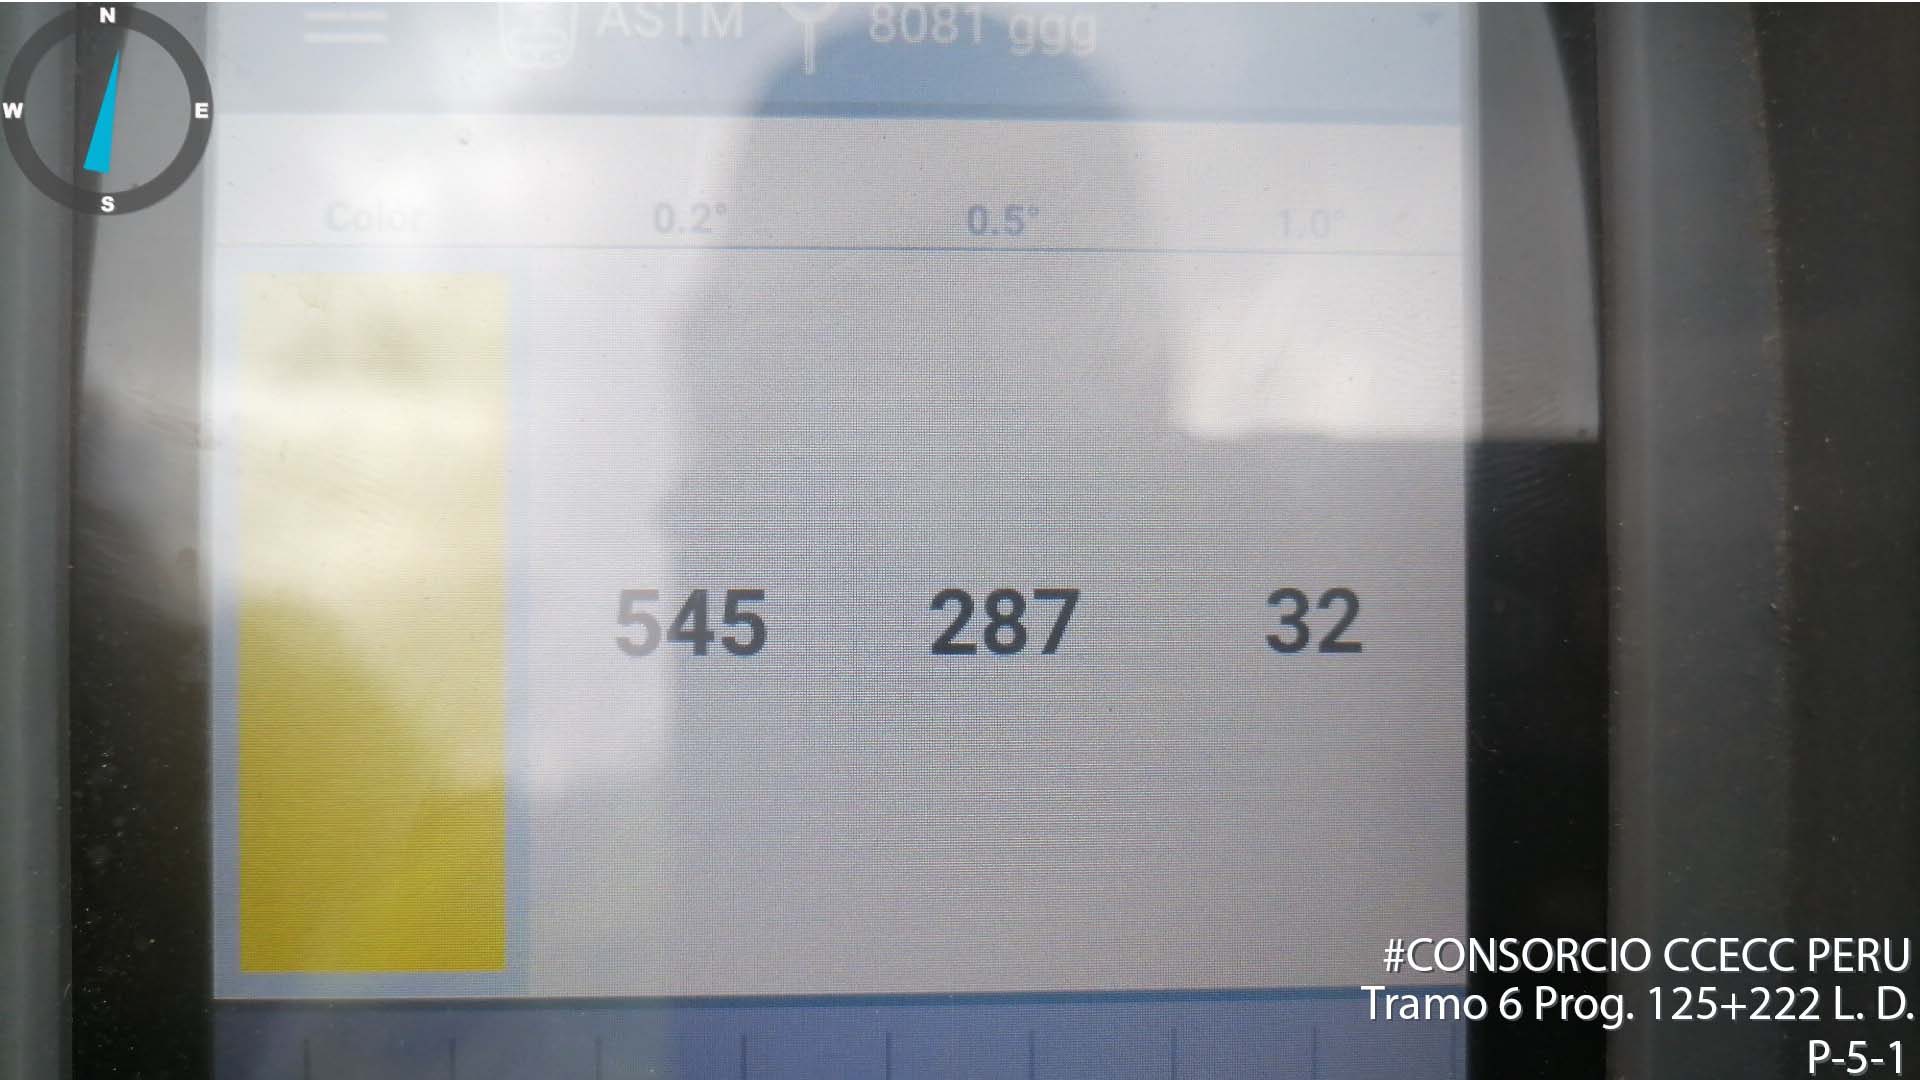 N
W E
S
ASTM 8081 ggg
Color 0.2° 0.5° 1.0°
545 287 32
#CONSORCIO CCECC PERU
Tramo 6 Prog. 125+222 L. D.
P-5-1